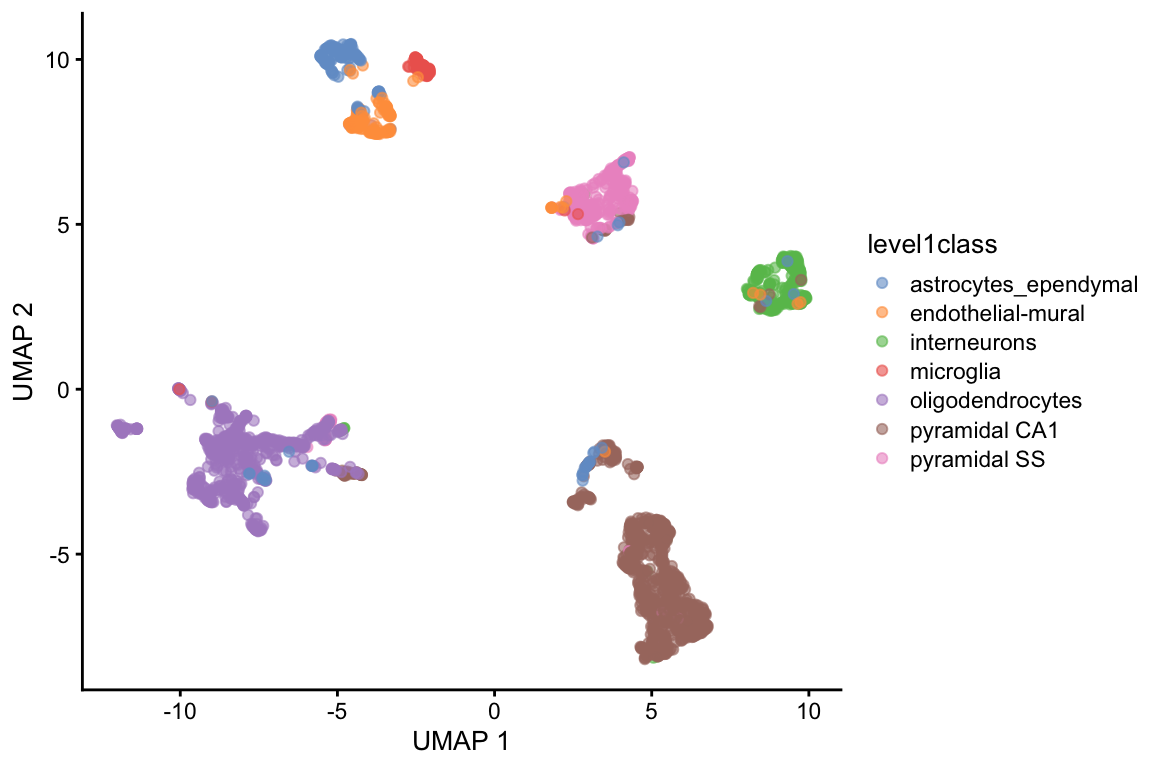 10
5
0
-5
-10
-5
0
5
10
UMAP 1
UMAP 2
level1class
astrocytes_ependymal
endothelial-mural
interneurons
microglia
oligodendrocytes
pyramidal CA1
pyramidal SS